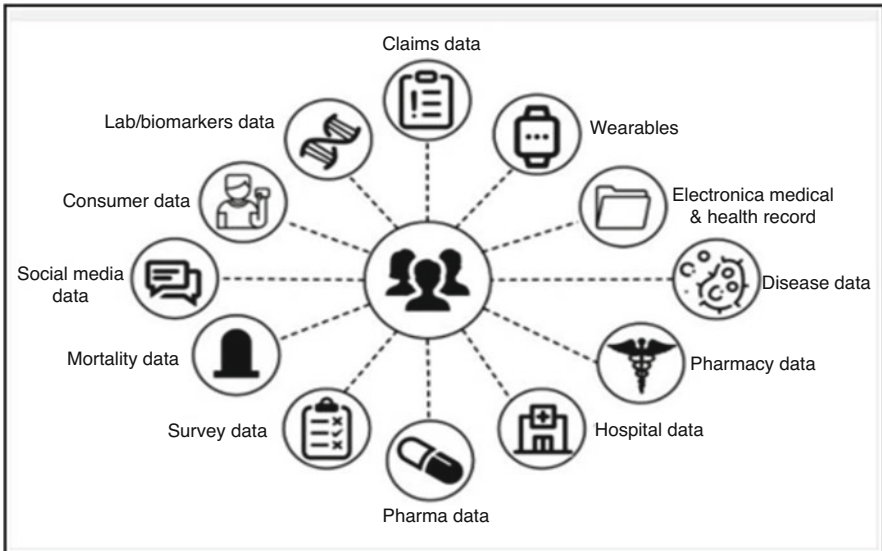 Claims data
Lab/biomarkers data
Wearables
Consumer data
Electronica medical
& health record
Social media
data
Disease data
Mortality data
Pharmacy data
Survey data
Hospital data
Pharma data